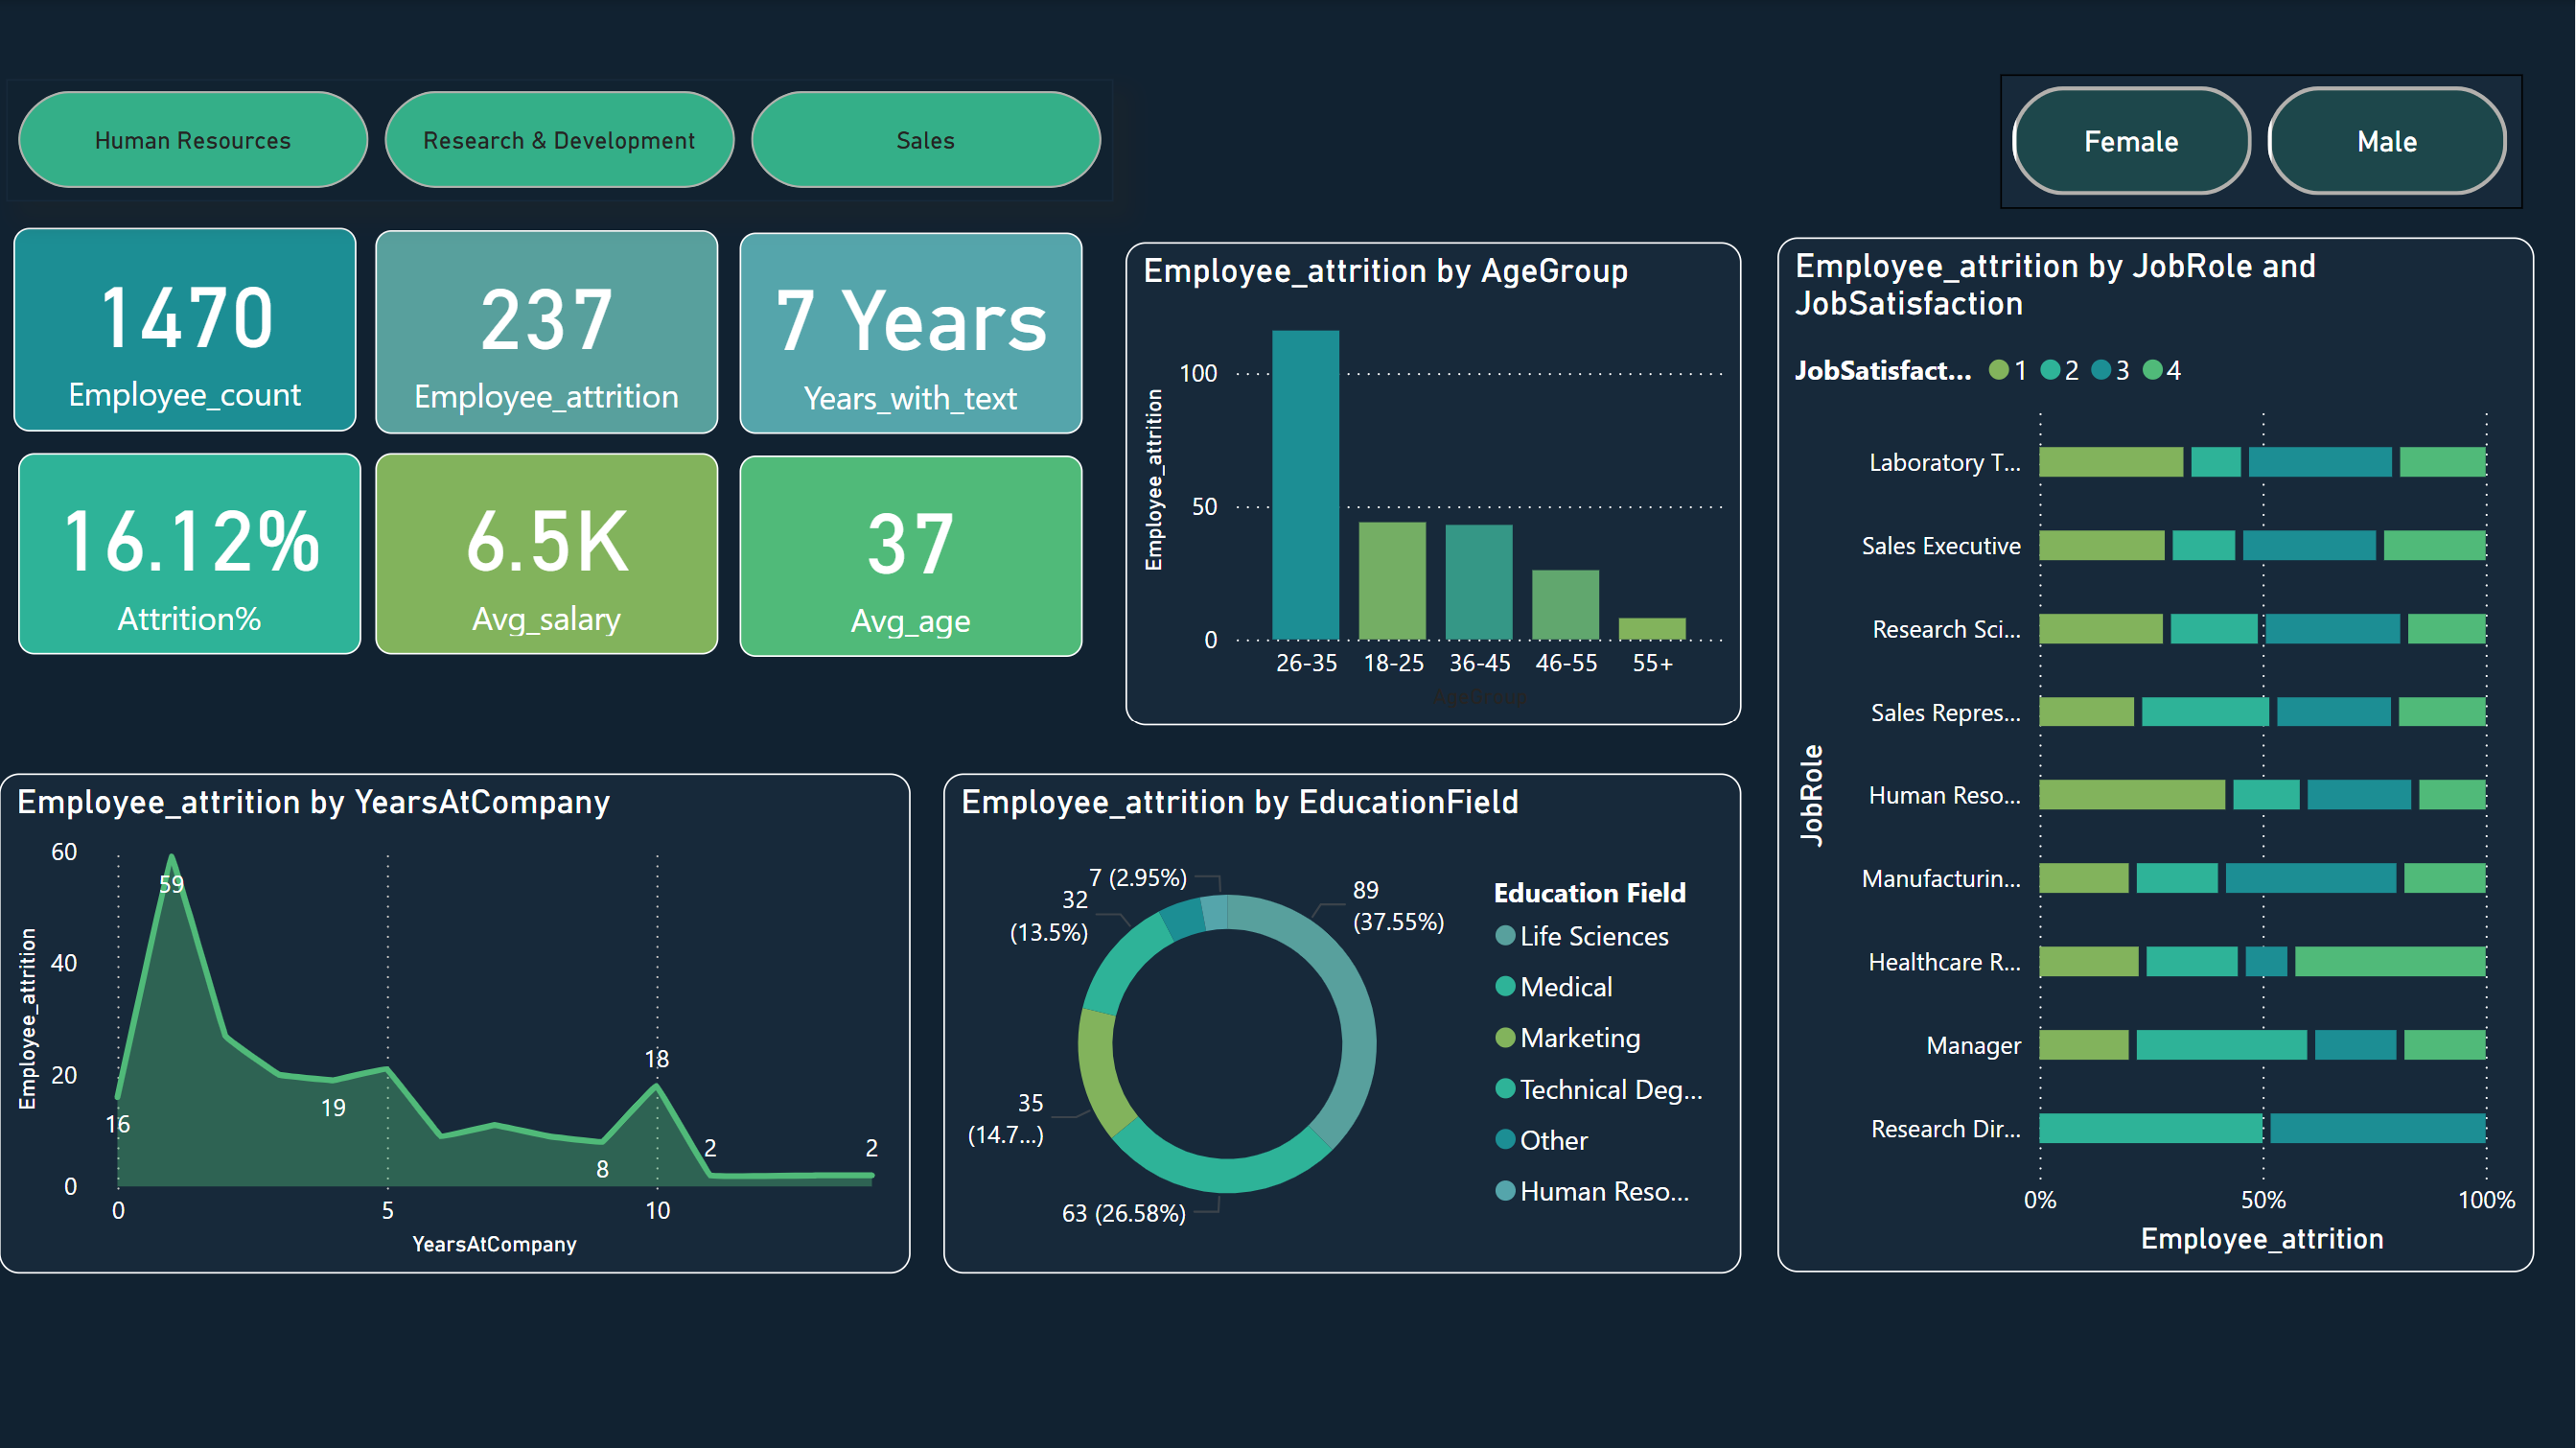 Human Resources
Research & Development
Sales
Female
Male
1470
Employee_count
237
Employee_attrition
7 Years
Years_with_text
16.12%
Attrition%
6.5K
Avg_salary
37
Avg_age
Employee_attrition by AgeGroup
Employee_attrition
100
50
0
26-35
18-25
36-45
46-55
55+
AgeGroup
Employee_attrition by JobRole and
JobSatisfaction
JobSatisfact...
1
2
3
4
JobRole
Laboratory T...
Sales Executive
Research Sci...
Sales Repres...
Human Reso...
Manufacturin...
Healthcare R...
Manager
Research Dir...
0%
50%
100%
Employee_attrition
Employee_attrition by YearsAtCompany
Employee_attrition
60
40
20
0
16
59
19
8
18
2
2
0
5
10
YearsAtCompany
Employee_attrition by EducationField
7 (2.95%)
32
(13.5%)
89
(37.55%)
35
(14.7...)
63 (26.58%)
Education Field
Life Sciences
Medical
Marketing
Technical Deg...
Other
Human Reso...